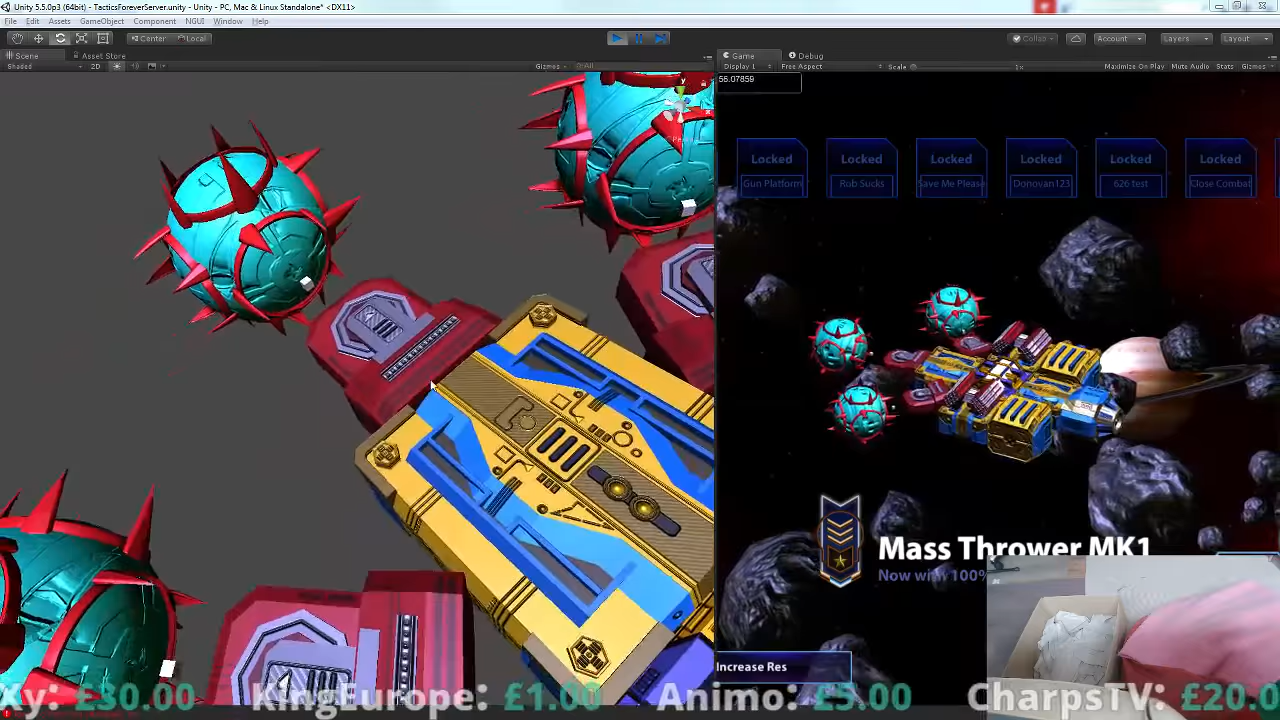 Unity 5.5.0p3 (64bit) - TacticsForeverServer.unity - Unity - PC, Mac & Linux Standalone* <DX11>
File Edit Assets GameObject Component NGUI Window Help
Center Local Collab Account Layers Layout
Scene Asset Store Game Debug
Shaded 2D Gizmos All Display 1 Free Aspect Scale 1x Maximize On Play Mute Audio Stats Gizmos
56.07859
Locked Locked Locked Locked Locked Locked
Gun Platform Rub Sucks Save Me Please Donovan123 626 test Close Combat
Mass Thrower MK1
Now with 100%
Increase Res
Xy: £30.00 KingEurope: £1.00 Animo: £5.00 CharpsTV: £20.0